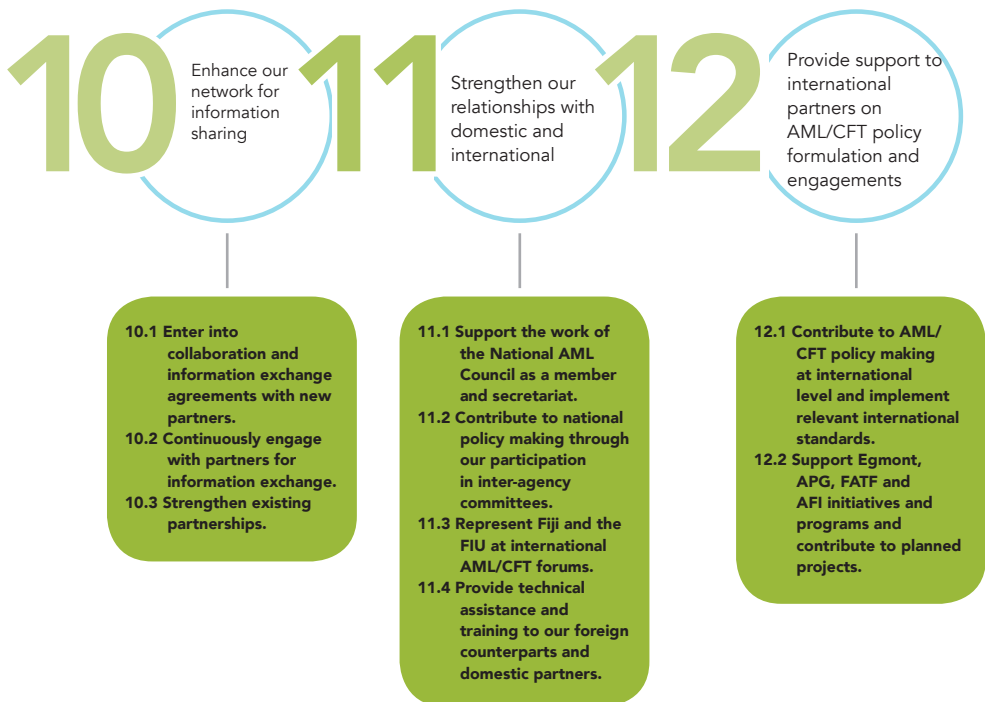 10
Enhance our
network for
information
sharing
11
Strengthen our
relationships with
domestic and
international
12
Provide support to
international
partners on
AML/CFT policy
formulation and
engagements
10.1 Enter into
collaboration and
information exchange
agreements with new
partners.
10.2 Continuously engage
with partners for
information exchange.
10.3 Strengthen existing
partnerships.
11.1 Support the work of
the National AML
Council as a member
and secretariat.
11.2 Contribute to national
policy making through
our participation
in inter-agency
committees.
11.3 Represent Fiji and the
FIU at international
AML/CFT forums.
11.4 Provide technical
assistance and
training to our foreign
counterparts and
domestic partners.
12.1 Contribute to AML/
CFT policy making
at international
level and implement
relevant international
standards.
12.2 Support Egmont,
APG, FATF and
AFI initiatives and
programs and
contribute to planned
projects.